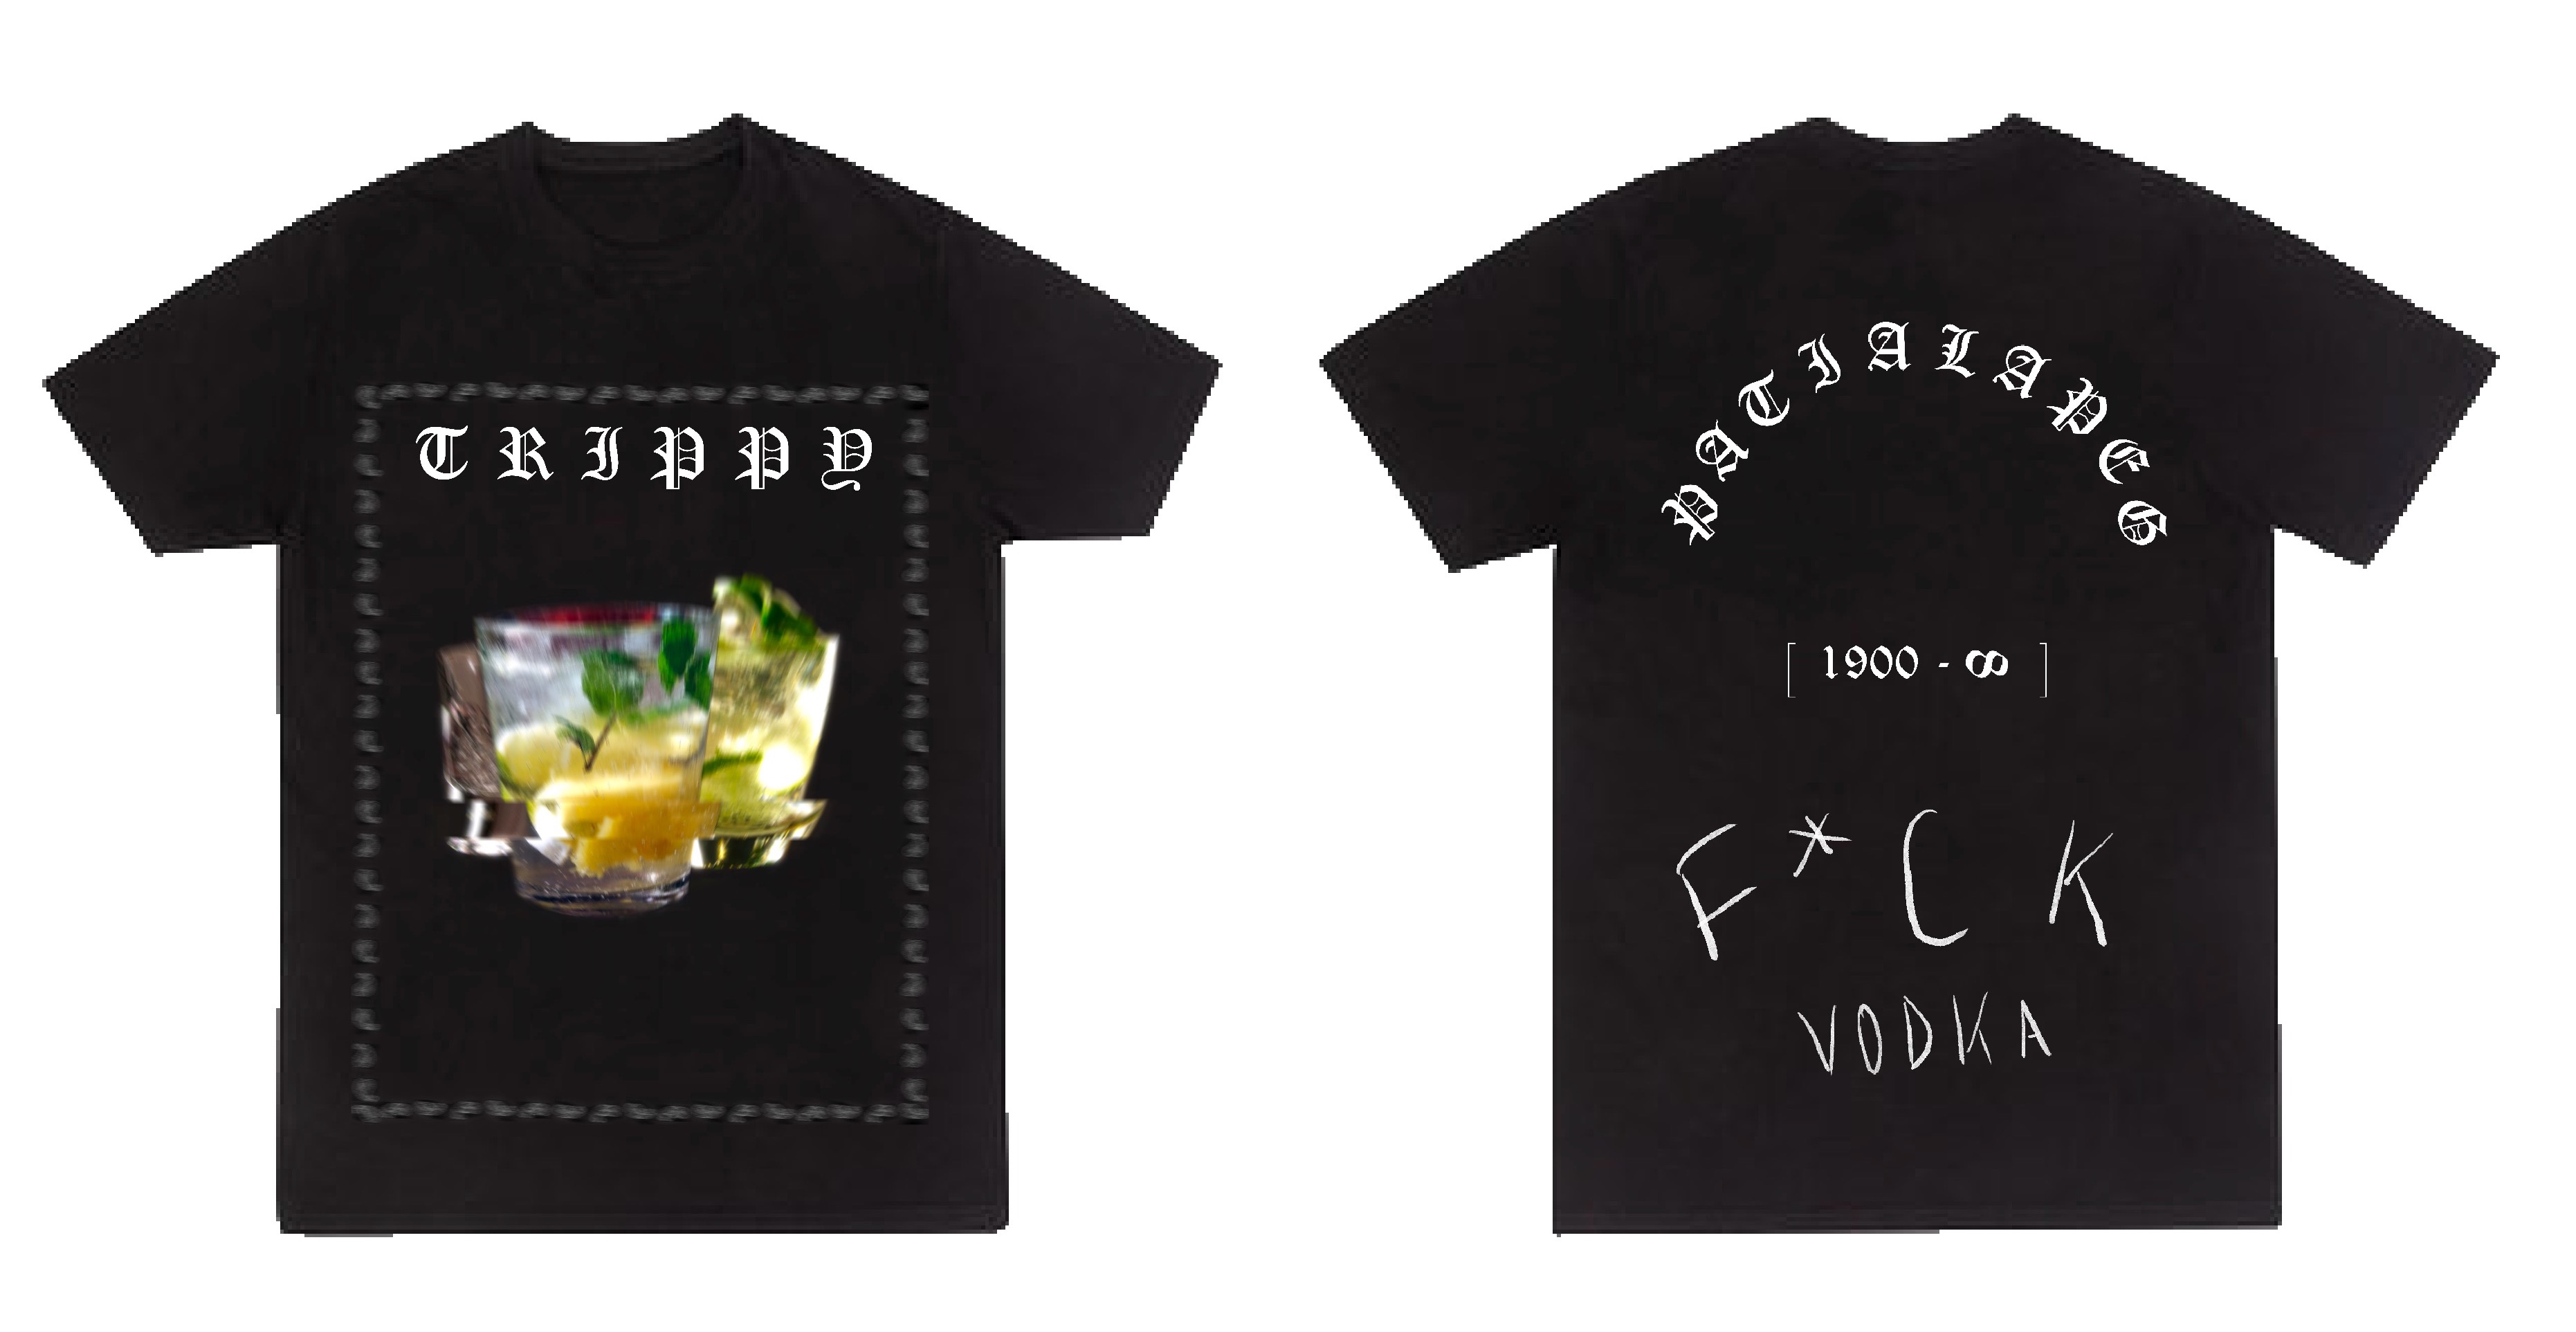 TRIPPY
PATIALAPEG
[ 1900 - ∞ ]
F*CK
VODKA